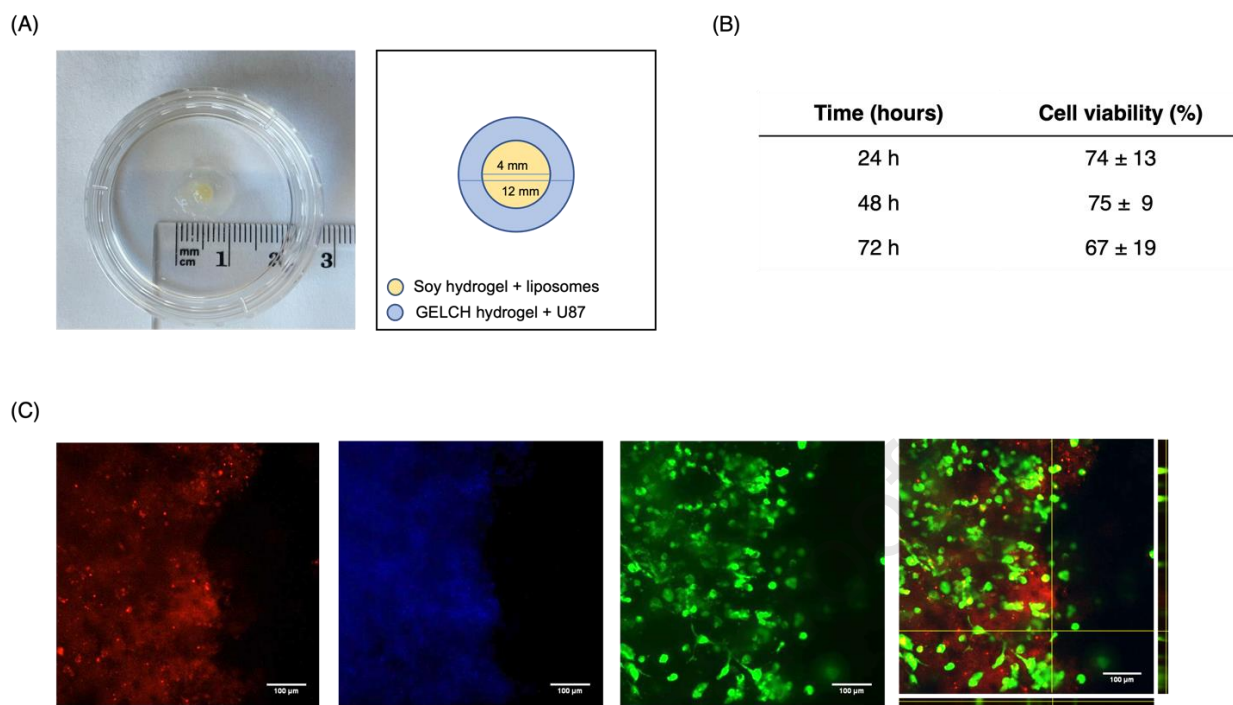 (A)
mm
cm 1 2 3
4 mm
12 mm
Soy hydrogel + liposomes
GELCH hydrogel + U87
(B)
Time (hours) Cell viability (%)
24 h 74 ± 13
48 h 75 ± 9
72 h 67 ± 19
(C)
100 µm
100 µm
100 µm
100 µm